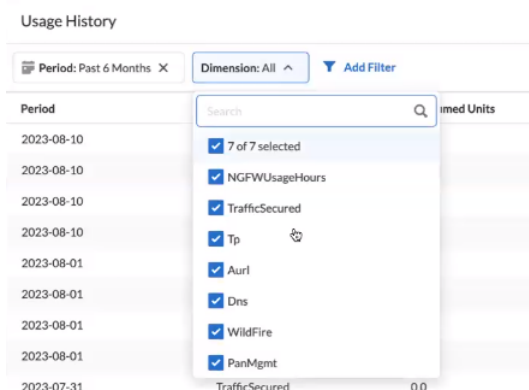 Usage History
Period: Past 6 Months
Dimension: All
Add Filter
Period
Search
med Units
2023-08-10
7 of 7 selected
2023-08-10
NGFWUsageHours
2023-08-10
TrafficSecured
2023-08-10
Tp
2023-08-01
Aurl
2023-08-01
Dns
2023-08-01
WildFire
2023-08-01
PanMgmt
2023-07-31
TrafficSecured
0.0